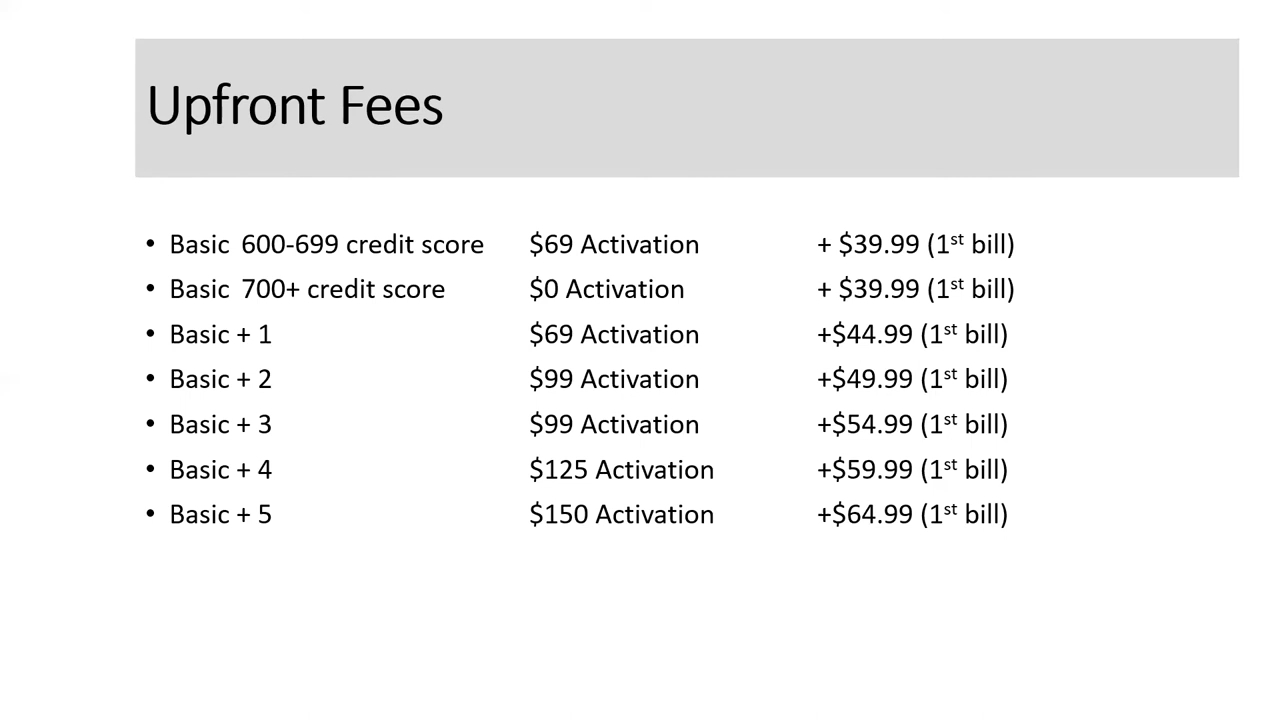 Upfront Fees
• Basic 600-699 credit score $69 Activation + $39.99 (1st bill)
• Basic 700+ credit score $0 Activation + $39.99 (1st bill)
• Basic + 1 $69 Activation +$44.99 (1st bill)
• Basic + 2 $99 Activation +$49.99 (1st bill)
• Basic + 3 $99 Activation +$54.99 (1st bill)
• Basic + 4 $125 Activation +$59.99 (1st bill)
• Basic + 5 $150 Activation +$64.99 (1st bill)